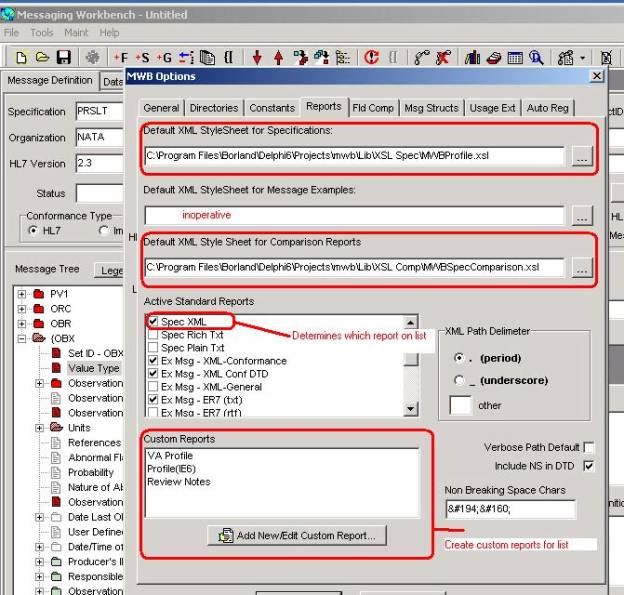 Messaging Workbench - Untitled
File Tools Maint Help
+F +S +G
Message Definition
Specification PRSLT
Organization NATA
HL7 Version 2.3
Status
Conformance Type
HL7
Message Tree
PV1
ORC
OBR
(OBX
Set ID - OBX
Value Type
Observation
Observation
Observation
Units
References
Abnormal Fl
Probability
Nature of Ab
Observation
Date Last Ob
User Define
Date/Time of
Producer's I
Responsible
Observation
MWB Options
General Directories Constants Reports Fld Comp Msg Structs Usage Ext Auto Reg
Default XML StyleSheet for Specifications:
C:\Program Files\Borland\Delphi6\Projects\mwb\Lib\XSL Spec\MWBProfile.xsl
...
Default XML StyleSheet for Message Examples:
inoperative
...
Default XML Style Sheet for Comparison Reports
C:\Program Files\Borland\Delphi6\Projects\mwb\Lib\XSL Comp\MWBSpecComparison.xsl
...
Active Standard Reports
Spec XML
Spec Rich Txt
Spec Plain Txt
Ex Msg - XML-Conformance
Ex Msg - XML Conf DTD
Ex Msg - XML-General
Ex Msg - ER7 (txt)
Ex Msg - ER7 (rtf)
Determines which report on list
XML Path Delimeter
. (period)
_ (underscore)
other
Custom Reports
VA Profile
Profile(IE6)
Review Notes
Add New/Edit Custom Report...
Verbose Path Default
Include NS in DTD
Non Breaking Space Chars
&#194;&#160;
Create custom reports for list